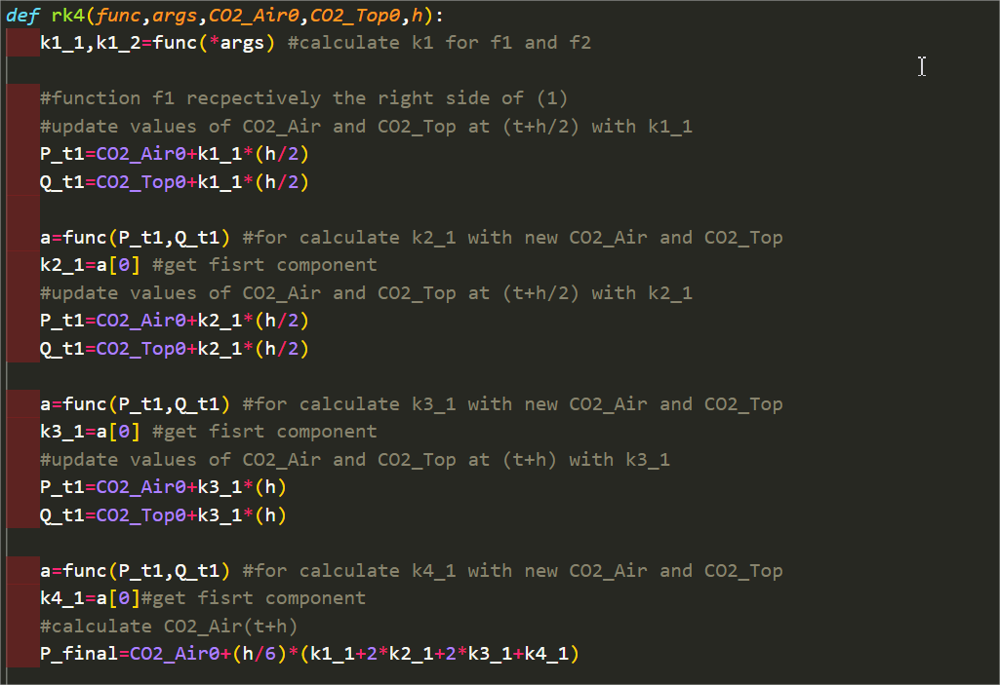 def rk4(func,args,CO2_Air0,CO2_Top0,h):
k1_1,k1_2=func(*args) #calculate k1 for f1 and f2
#function f1 recpectively the right side of (1)
#update values of CO2_Air and CO2_Top at (t+h/2) with k1_1
P_t1=CO2_Air0+k1_1*(h/2)
Q_t1=CO2_Top0+k1_1*(h/2)
a=func(P_t1,Q_t1) #for calculate k2_1 with new CO2_Air and CO2_Top
k2_1=a[0] #get fisrt component
#update values of CO2_Air and CO2_Top at (t+h/2) with k2_1
P_t1=CO2_Air0+k2_1*(h/2)
Q_t1=CO2_Top0+k2_1*(h/2)
a=func(P_t1,Q_t1) #for calculate k3_1 with new CO2_Air and CO2_Top
k3_1=a[0] #get fisrt component
#update values of CO2_Air and CO2_Top at (t+h) with k3_1
P_t1=CO2_Air0+k3_1*(h)
Q_t1=CO2_Top0+k3_1*(h)
a=func(P_t1,Q_t1) #for calculate k4_1 with new CO2_Air and CO2_Top
k4_1=a[0]#get fisrt component
#calculate CO2_Air(t+h)
P_final=CO2_Air0+(h/6)*(k1_1+2*k2_1+2*k3_1+k4_1)